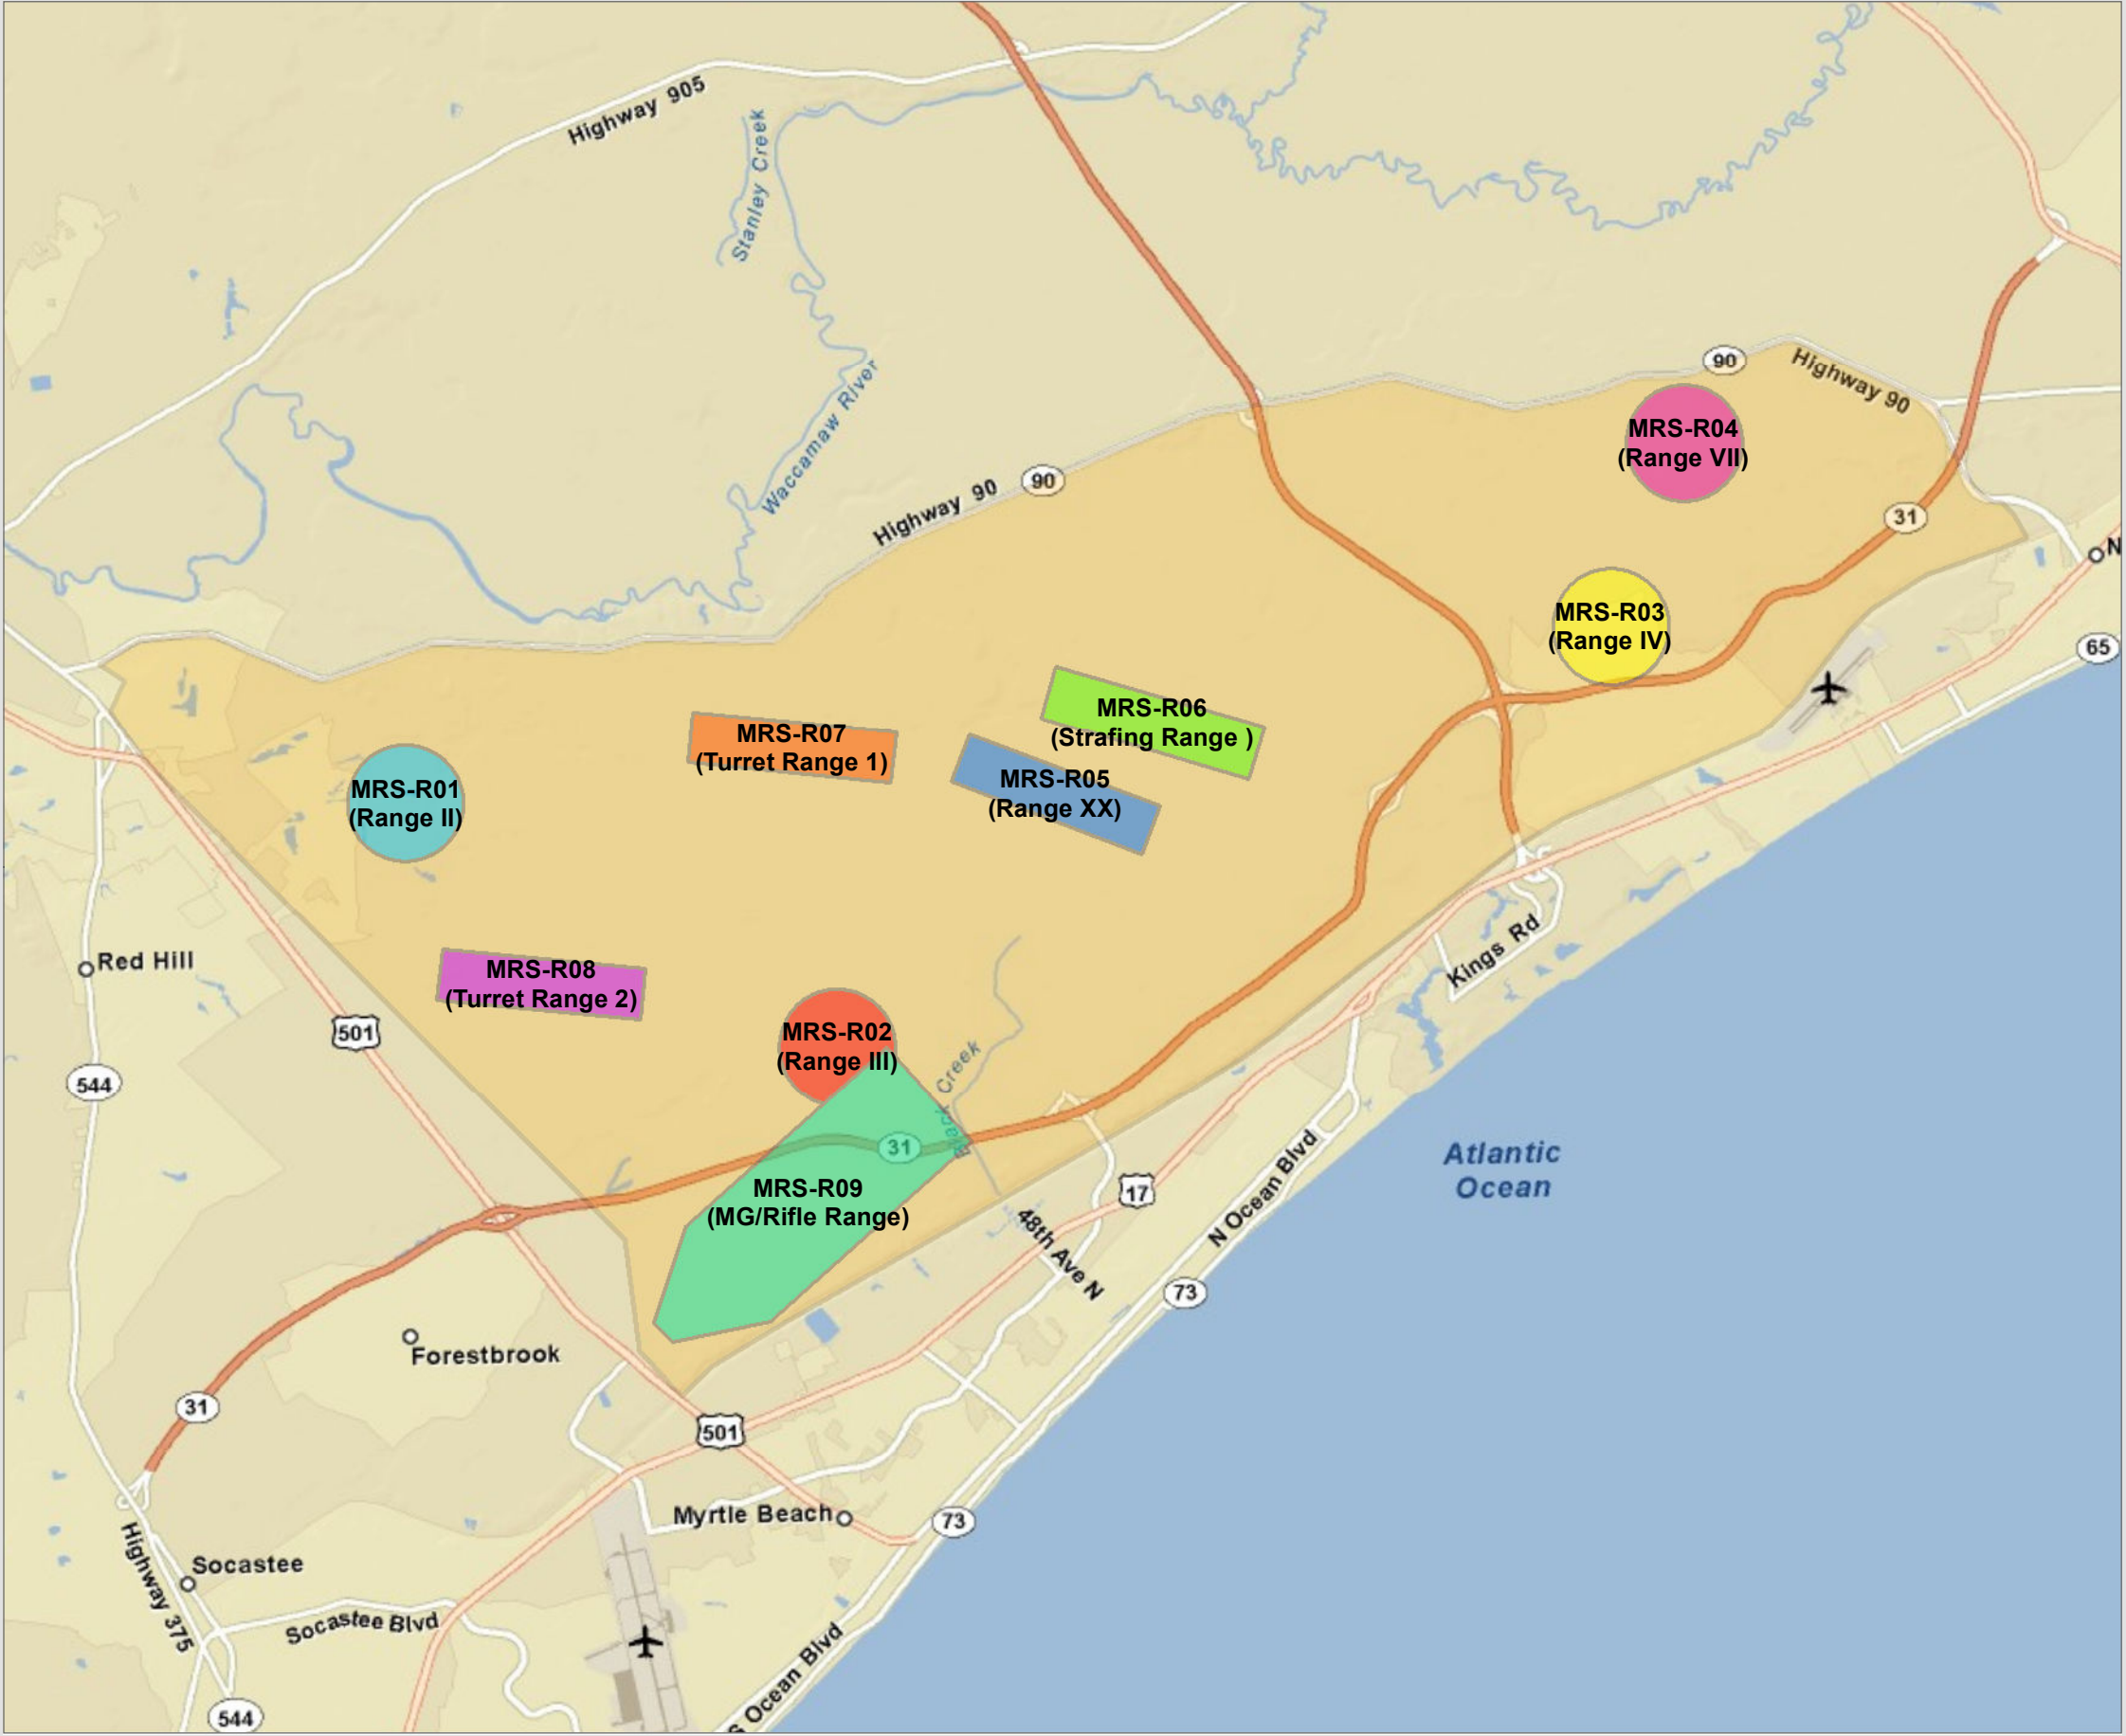 Highway 905
Stanley Creek
Waccamaw River
90
Highway 90
MRS-R04
(Range VII)
Highway 90
90
31
N
MRS-R03
(Range IV)
65
MRS-R06
(Strafing Range )
MRS-R07
(Turret Range 1)
MRS-R05
(Range XX)
MRS-R01
(Range II)
Red Hill
Kings Rd
MRS-R08
(Turret Range 2)
501
MRS-R02
(Range III)
544
Black Creek
31
Atlantic
Ocean
MRS-R09
(MG/Rifle Range)
17
N Ocean Blvd
48th Ave N
73
Forestbrook
31
501
Myrtle Beach
73
Highway 375
Socastee
Socastee Blvd
S Ocean Blvd
544